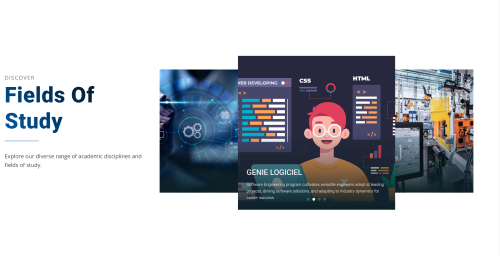 DISCOVER
Fields Of
Study
Explore our diverse range of academic disciplines and
fields of study.
WEB DEVELOPING
CSS
HTML
</>
</>
GENIE LOGICIEL
Software Engineering program cultivates versatile engineers adept at leading
projects, driving software solutions, and adapting to industry dynamics for
career success.